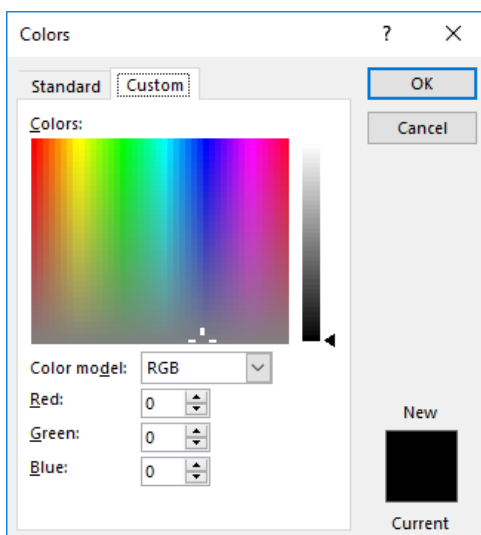 Colors ?
Standard Custom
OK
Cancel
Colors:
Color model: RGB
Red: 0
Green: 0
Blue: 0
New
Current